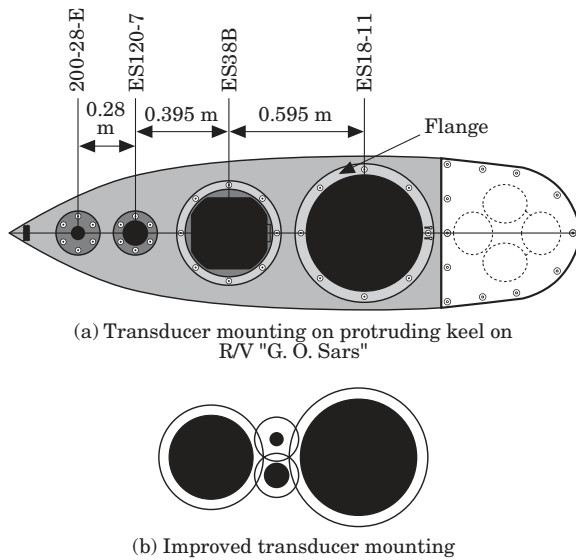 200-28-E
ES120-7
ES38B
ES18-11
0.28
m
0.395 m
0.595 m
Flange
(a) Transducer mounting on protruding keel on
R/V "G. O. Sars"
(b) Improved transducer mounting